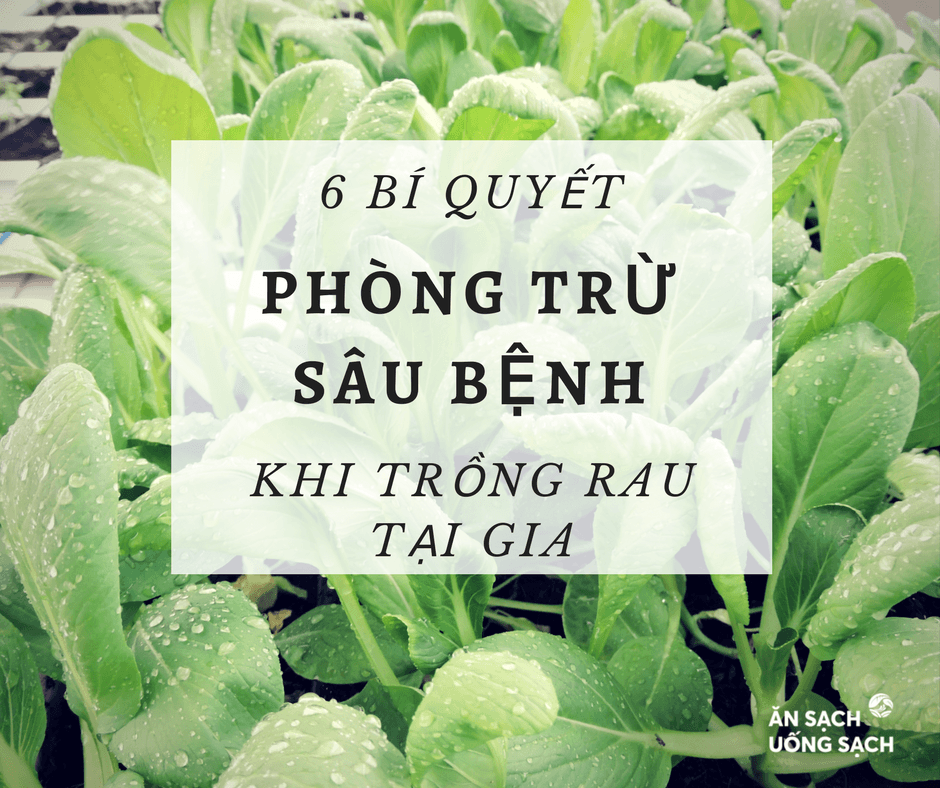 6 BÍ QUYẾT
PHÒNG TRỪ
SÂU BỆNH
KHI TRỒNG RAU
TẠI GIA
ĂN SẠCH
UỐNG SẠCH